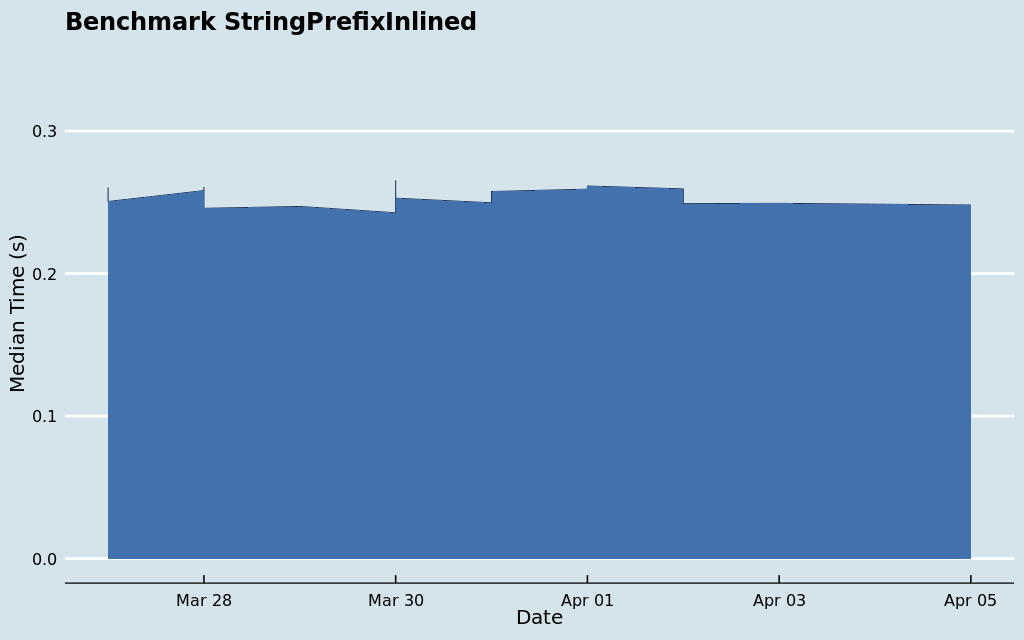 Benchmark StringPrefixInlined
Median Time (s)
0.3
0.2
0.1
0.0
Mar 28 Mar 30 Apr 01 Apr 03 Apr 05
Date